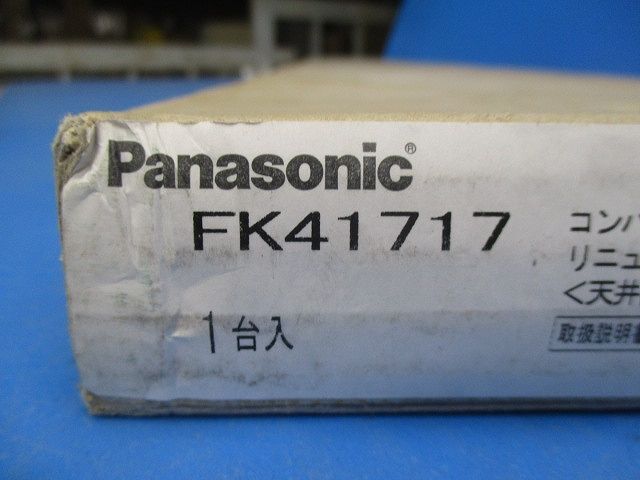 Panasonic®
FK41717
コンパ
リニュ
<天井
1台入
取扱説明書